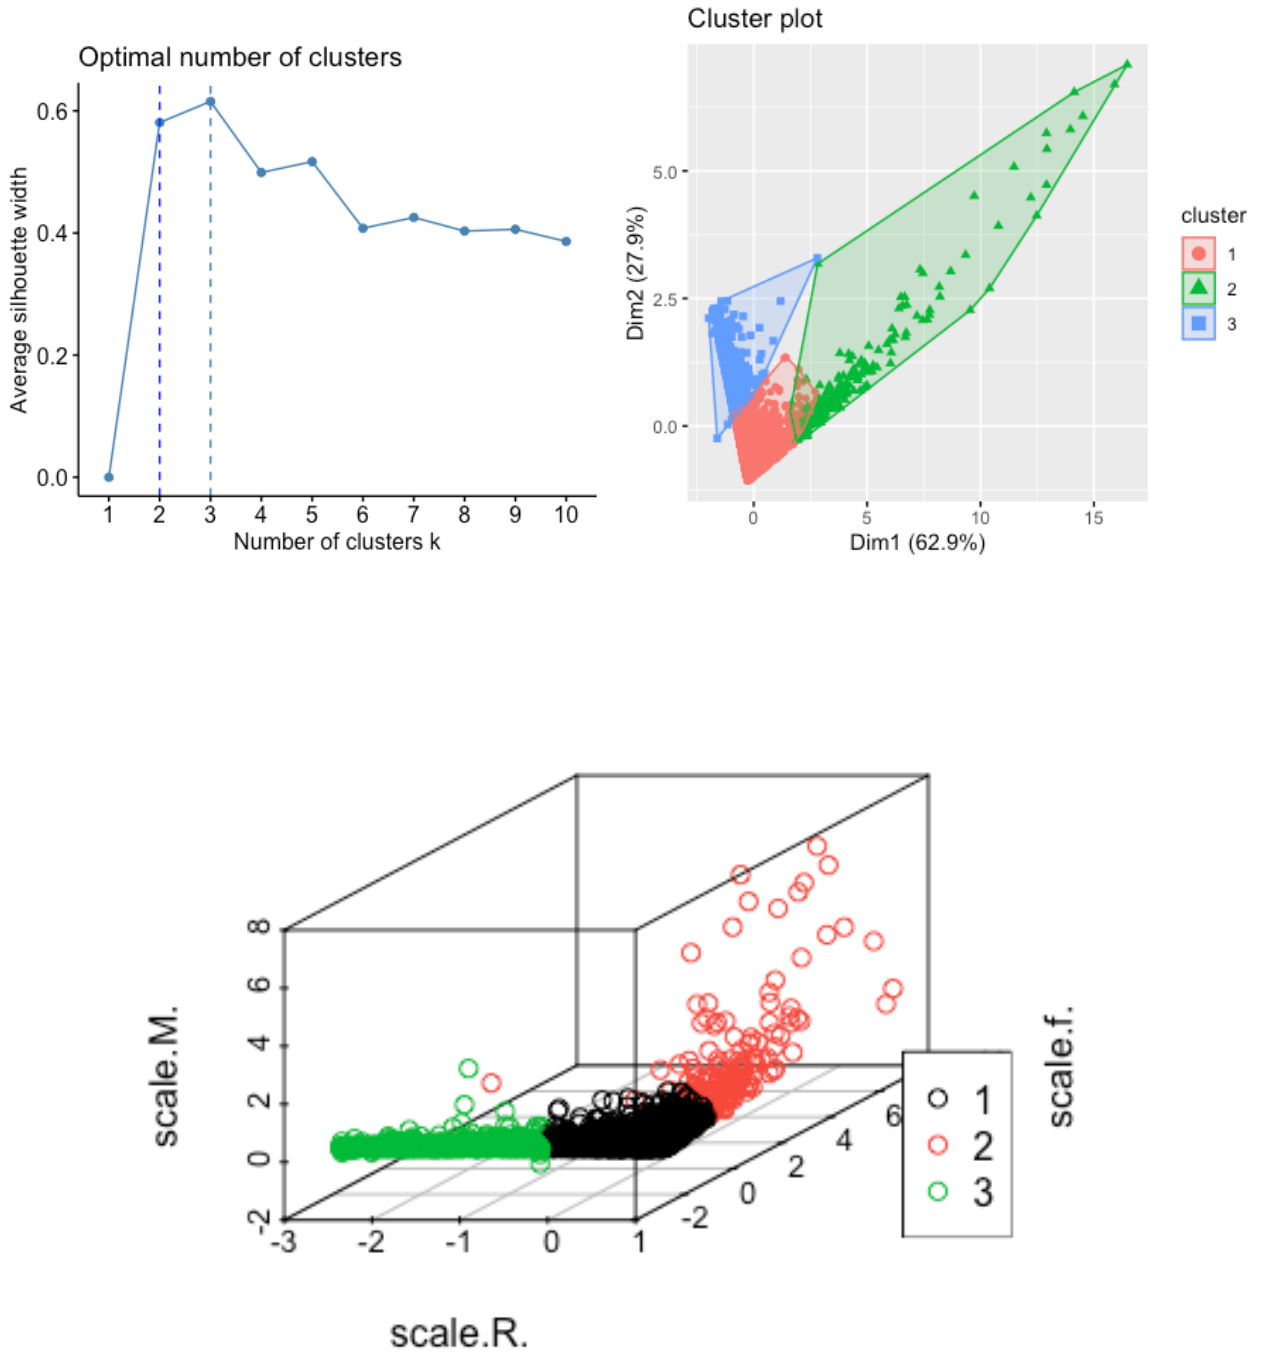 Optimal number of clusters
Average silhouette width
0.6
0.4
0.2
0.0
1 2 3 4 5 6 7 8 9 10
Number of clusters k
Cluster plot
Dim2 (27.9%)
5.0
2.5
0.0
0 5 10 15
Dim1 (62.9%)
cluster
1
2
3
scale.M.
8
6
4
2
0
-2
-3 -2 -1 0 1
scale.R.
-2 0 2 4 6
scale.f.
1
2
3